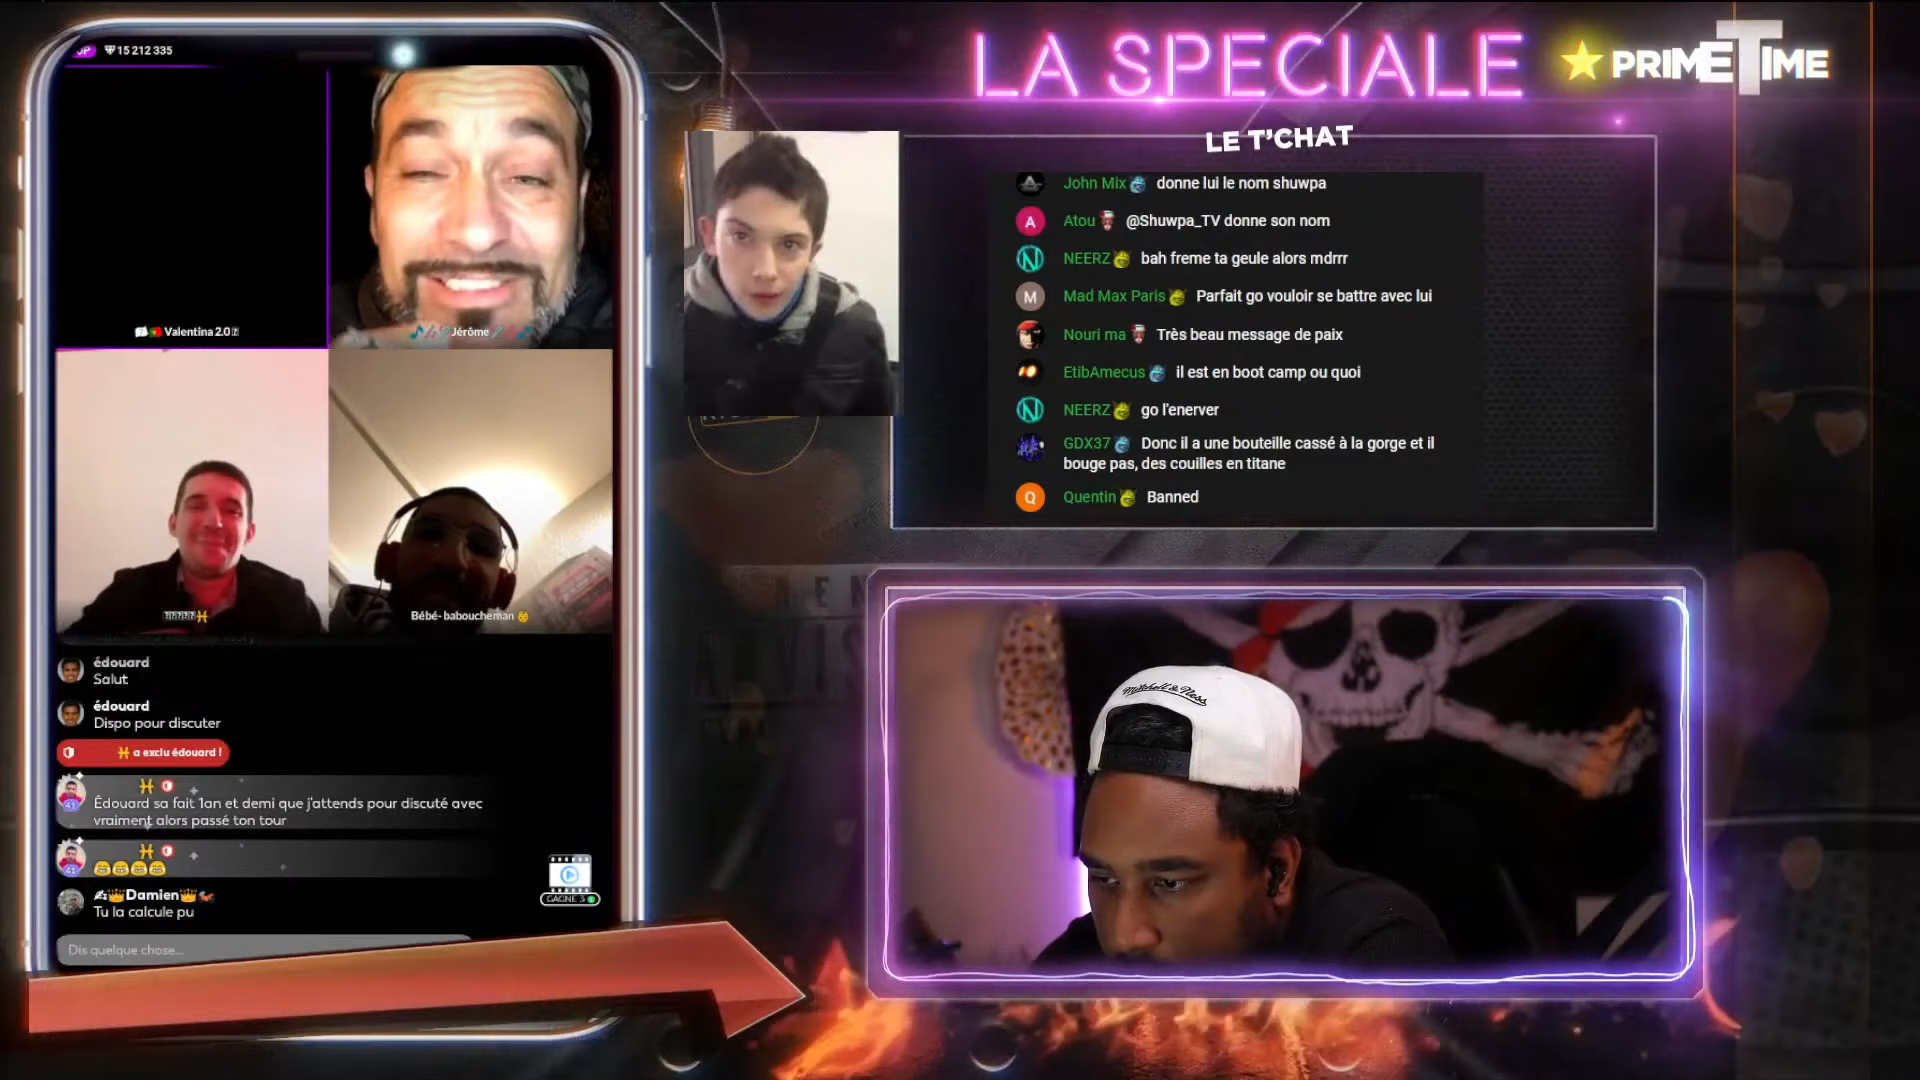 15 212 335
LA SPECIALE
PRIMETIME
LE T'CHAT
John Mix donne lui le nom shuwpa
Atou @Shuwpa_TV donne son nom
NEERZ bah freme ta geule alors mdrrr
Mad Max Paris Parfait go vouloir se battre avec lui
Nouri ma Très beau message de paix
EtibAmecus il est en boot camp ou quoi
NEERZ go l'enerver
GDX37 Donc il a une bouteille cassé à la gorge et il
bouge pas, des couilles en titane
Quentin Banned
Valentina 2.0
Jérôme
Bébé- baboucheman
édouard
Salut
édouard
Dispo pour discuter
a exclu édouard !
Édouard sa fait 1an et demi que j'attends pour discuté avec
vraiment alors passé ton tour
Damien
Tu la calcule pu
GAGNE 3
Dis quelque chose...
Mitchell & Ness